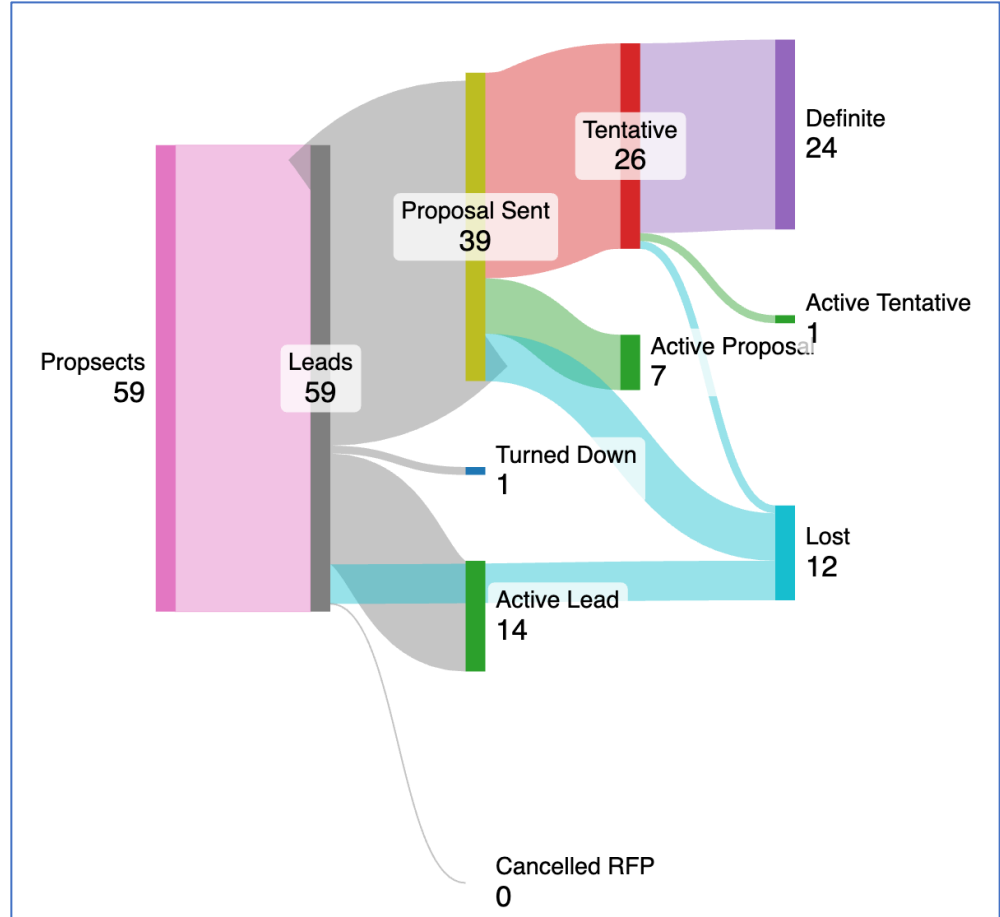 Definite
24
Tentative
26
Proposal Sent
39
Active Tentative
1
Active Proposal
7
Propsects
59
Leads
59
Turned Down
1
Lost
12
Active Lead
14
Cancelled RFP
0